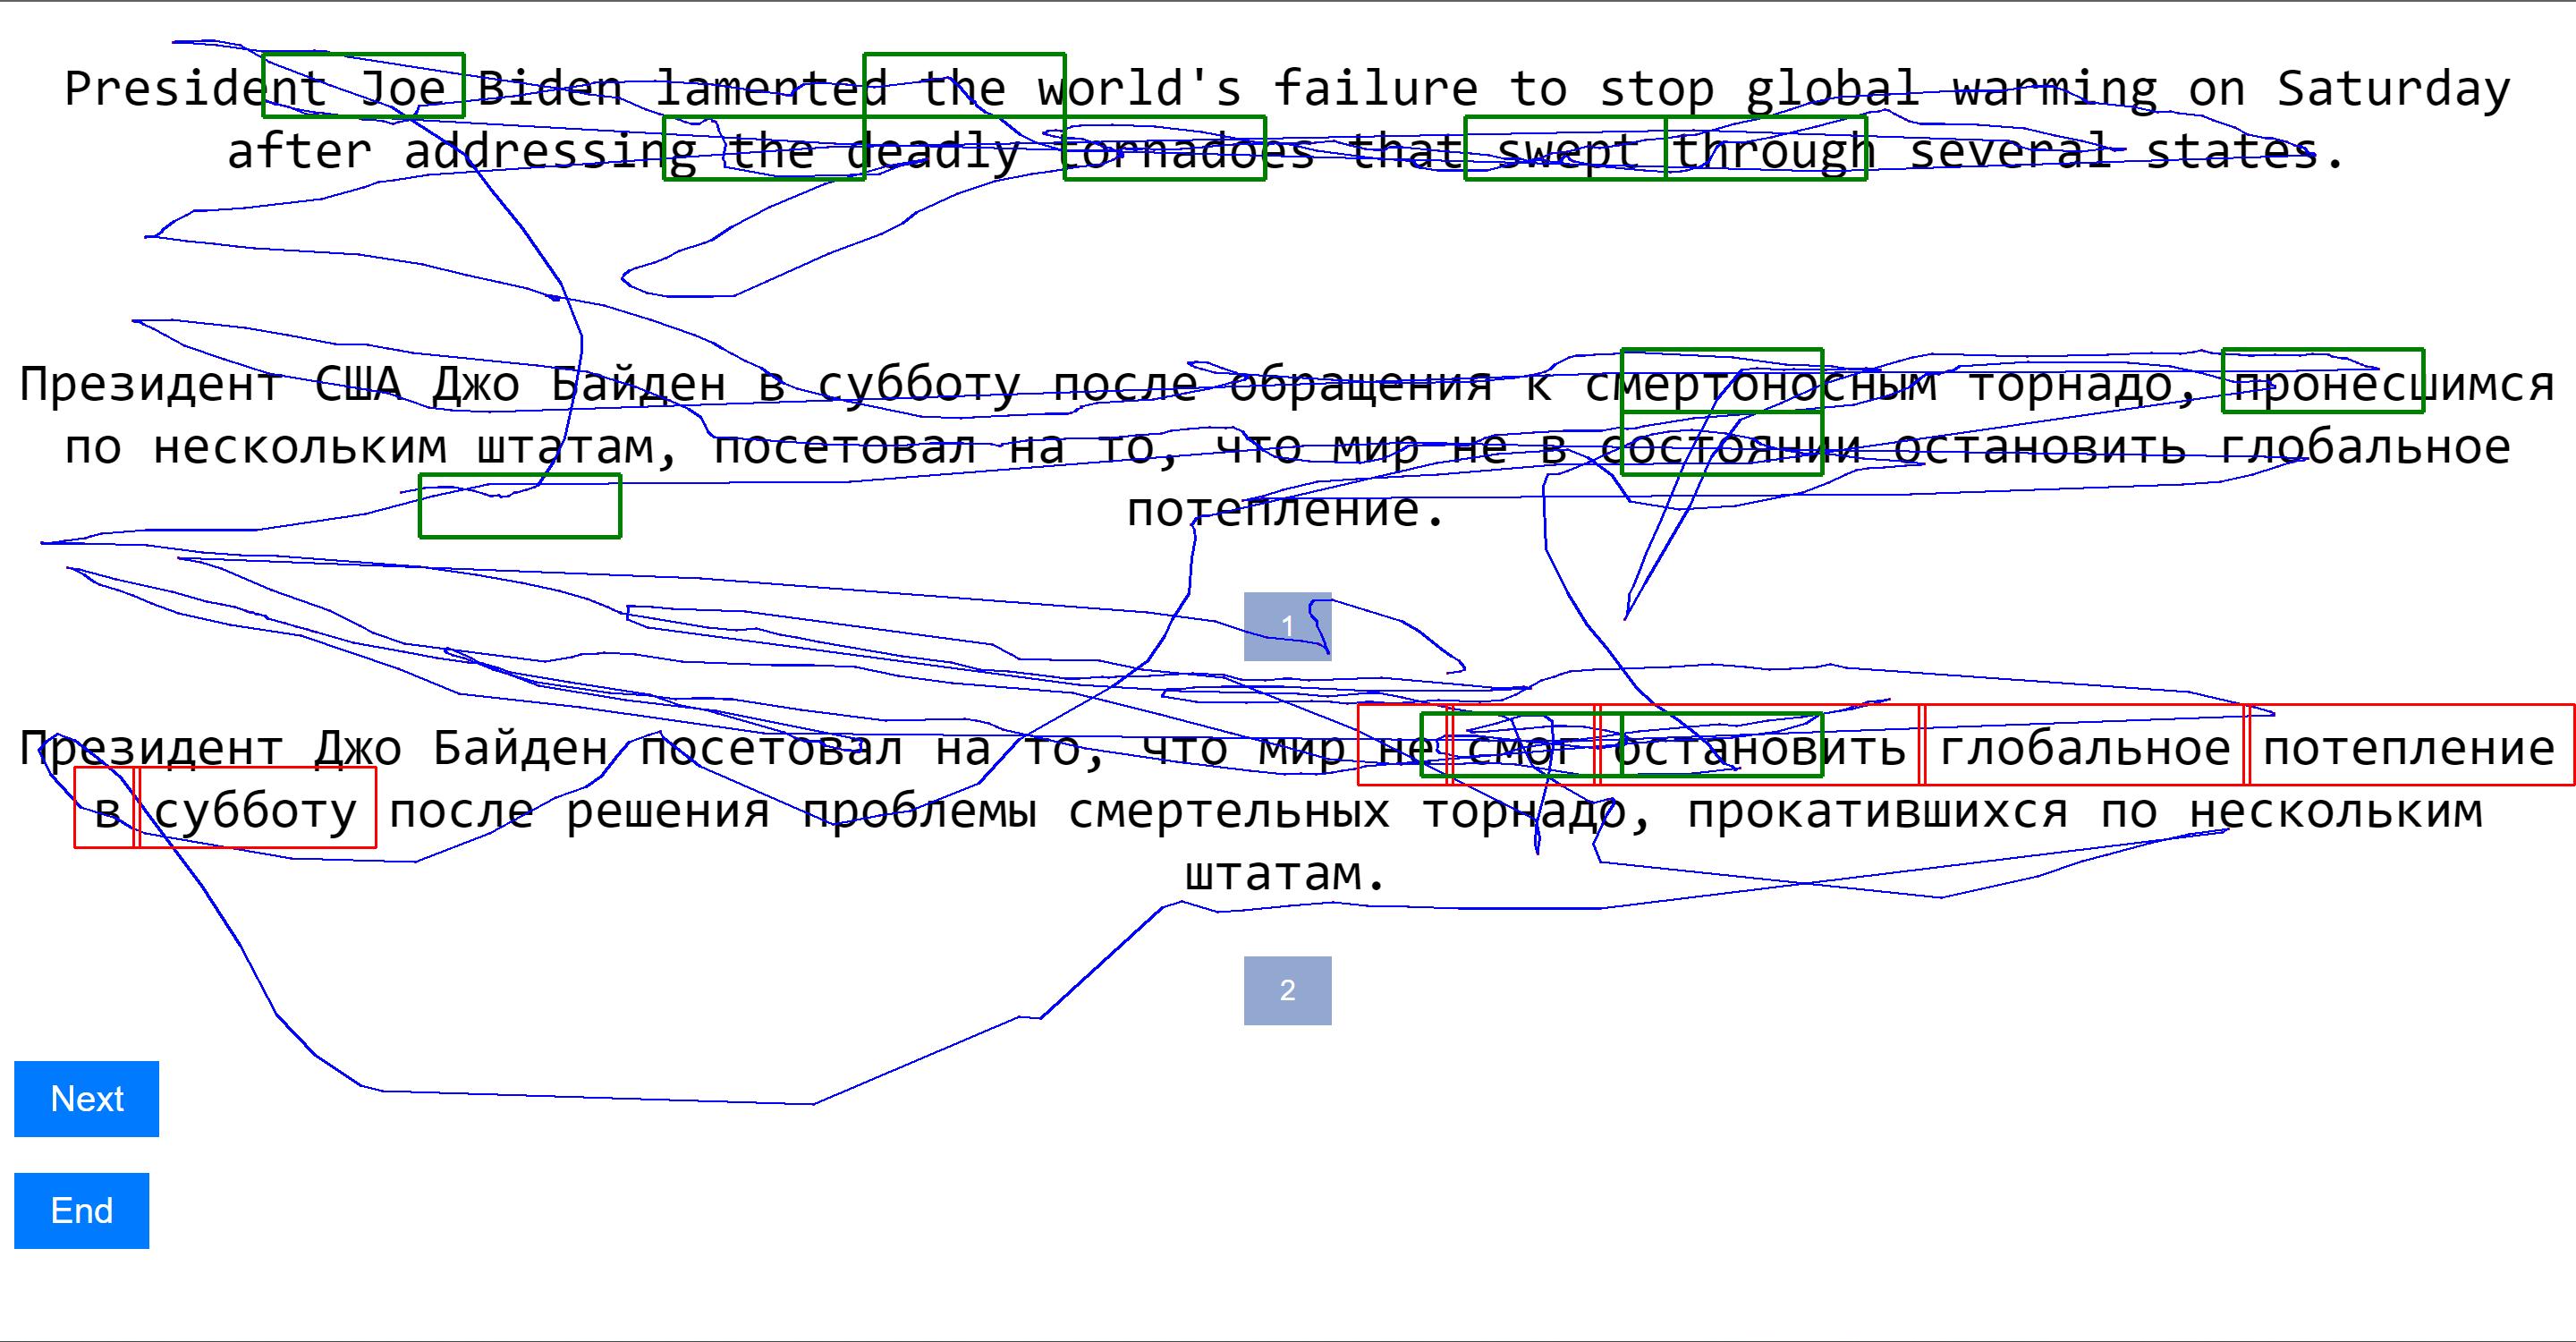 President Joe Biden lamented the world's failure to stop global warming on Saturday
after addressing the deadly tornadoes that swept through several states.
Президент США Джо Байден в субботу после обращения к смертоносным торнадо, пронесшимся
по нескольким штатам, посетовал на то, что мир не в состоянии остановить глобальное
потепление.
1
Президент Джо Байден посетовал на то, что мир не смог остановить глобальное потепление
в субботу после решения проблемы смертельных торнадо, прокатившихся по нескольким
штатам.
2
Next
End